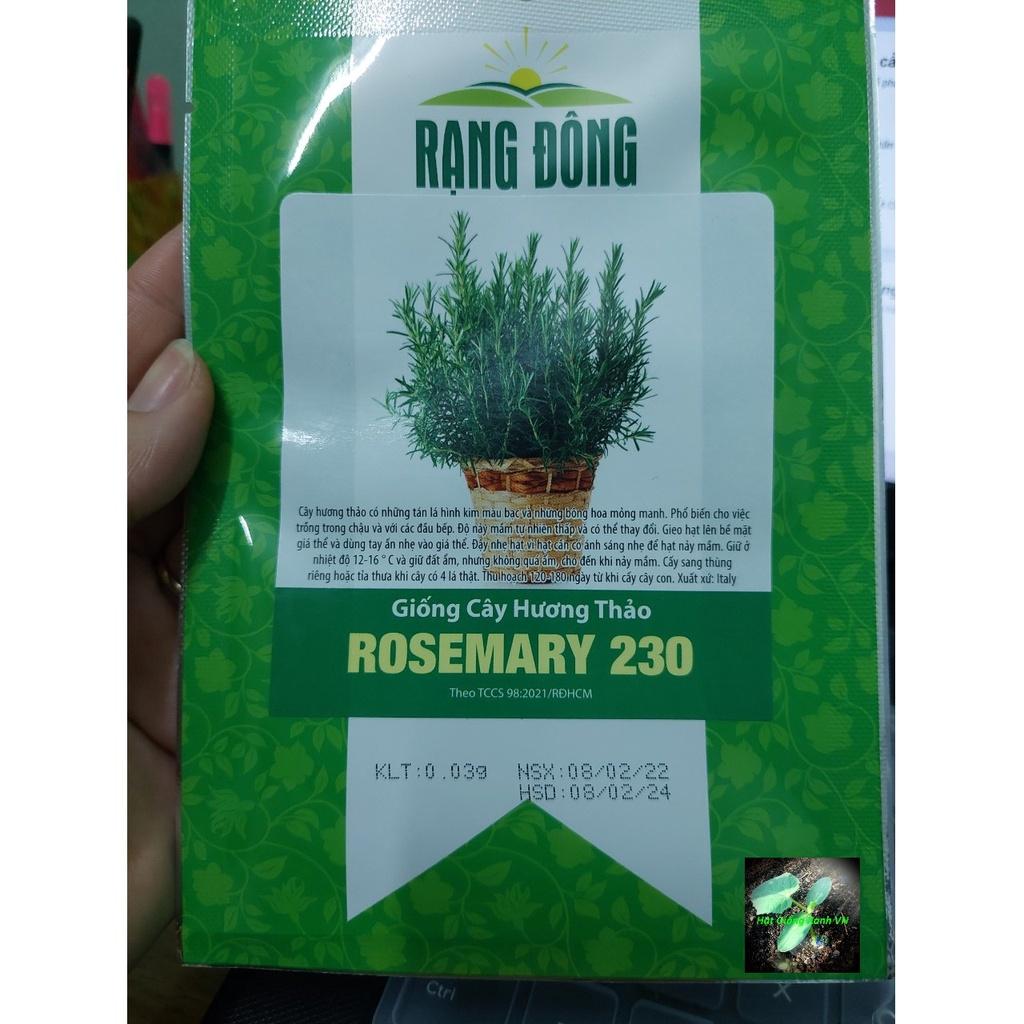 RẠNG ĐÔNG
Cây hương thảo có những tán lá hình kim màu bạc và những bông hoa mỏng manh. Phổ biến cho việc
trồng trong chậu và với các đầu bếp. Độ nảy mầm tự nhiên thấp và có thể thay đổi. Gieo hạt lên bề mặt
giá thể và dùng tay ấn nhẹ vào giá thể. Đậy nhẹ hạt vì hạt cần có ánh sáng nhẹ để hạt nảy mầm. Giữ ở
nhiệt độ 12-16 ° C và giữ đất ẩm, nhưng không quá ẩm, cho đến khi nảy mầm. Cấy sang thùng
riêng hoặc tỉa thưa khi cây có 4 lá thật. Thu hoạch 120-180 ngày từ khi cấy cây con. Xuất xứ: Italy
Giống Cây Hương Thảo
ROSEMARY 230
Theo TCCS 98:2021/RĐHCM
KLT:0.03g NSX:08/02/22
HSD:08/02/24
Hạt Giống Xanh VN
Ctrl
X